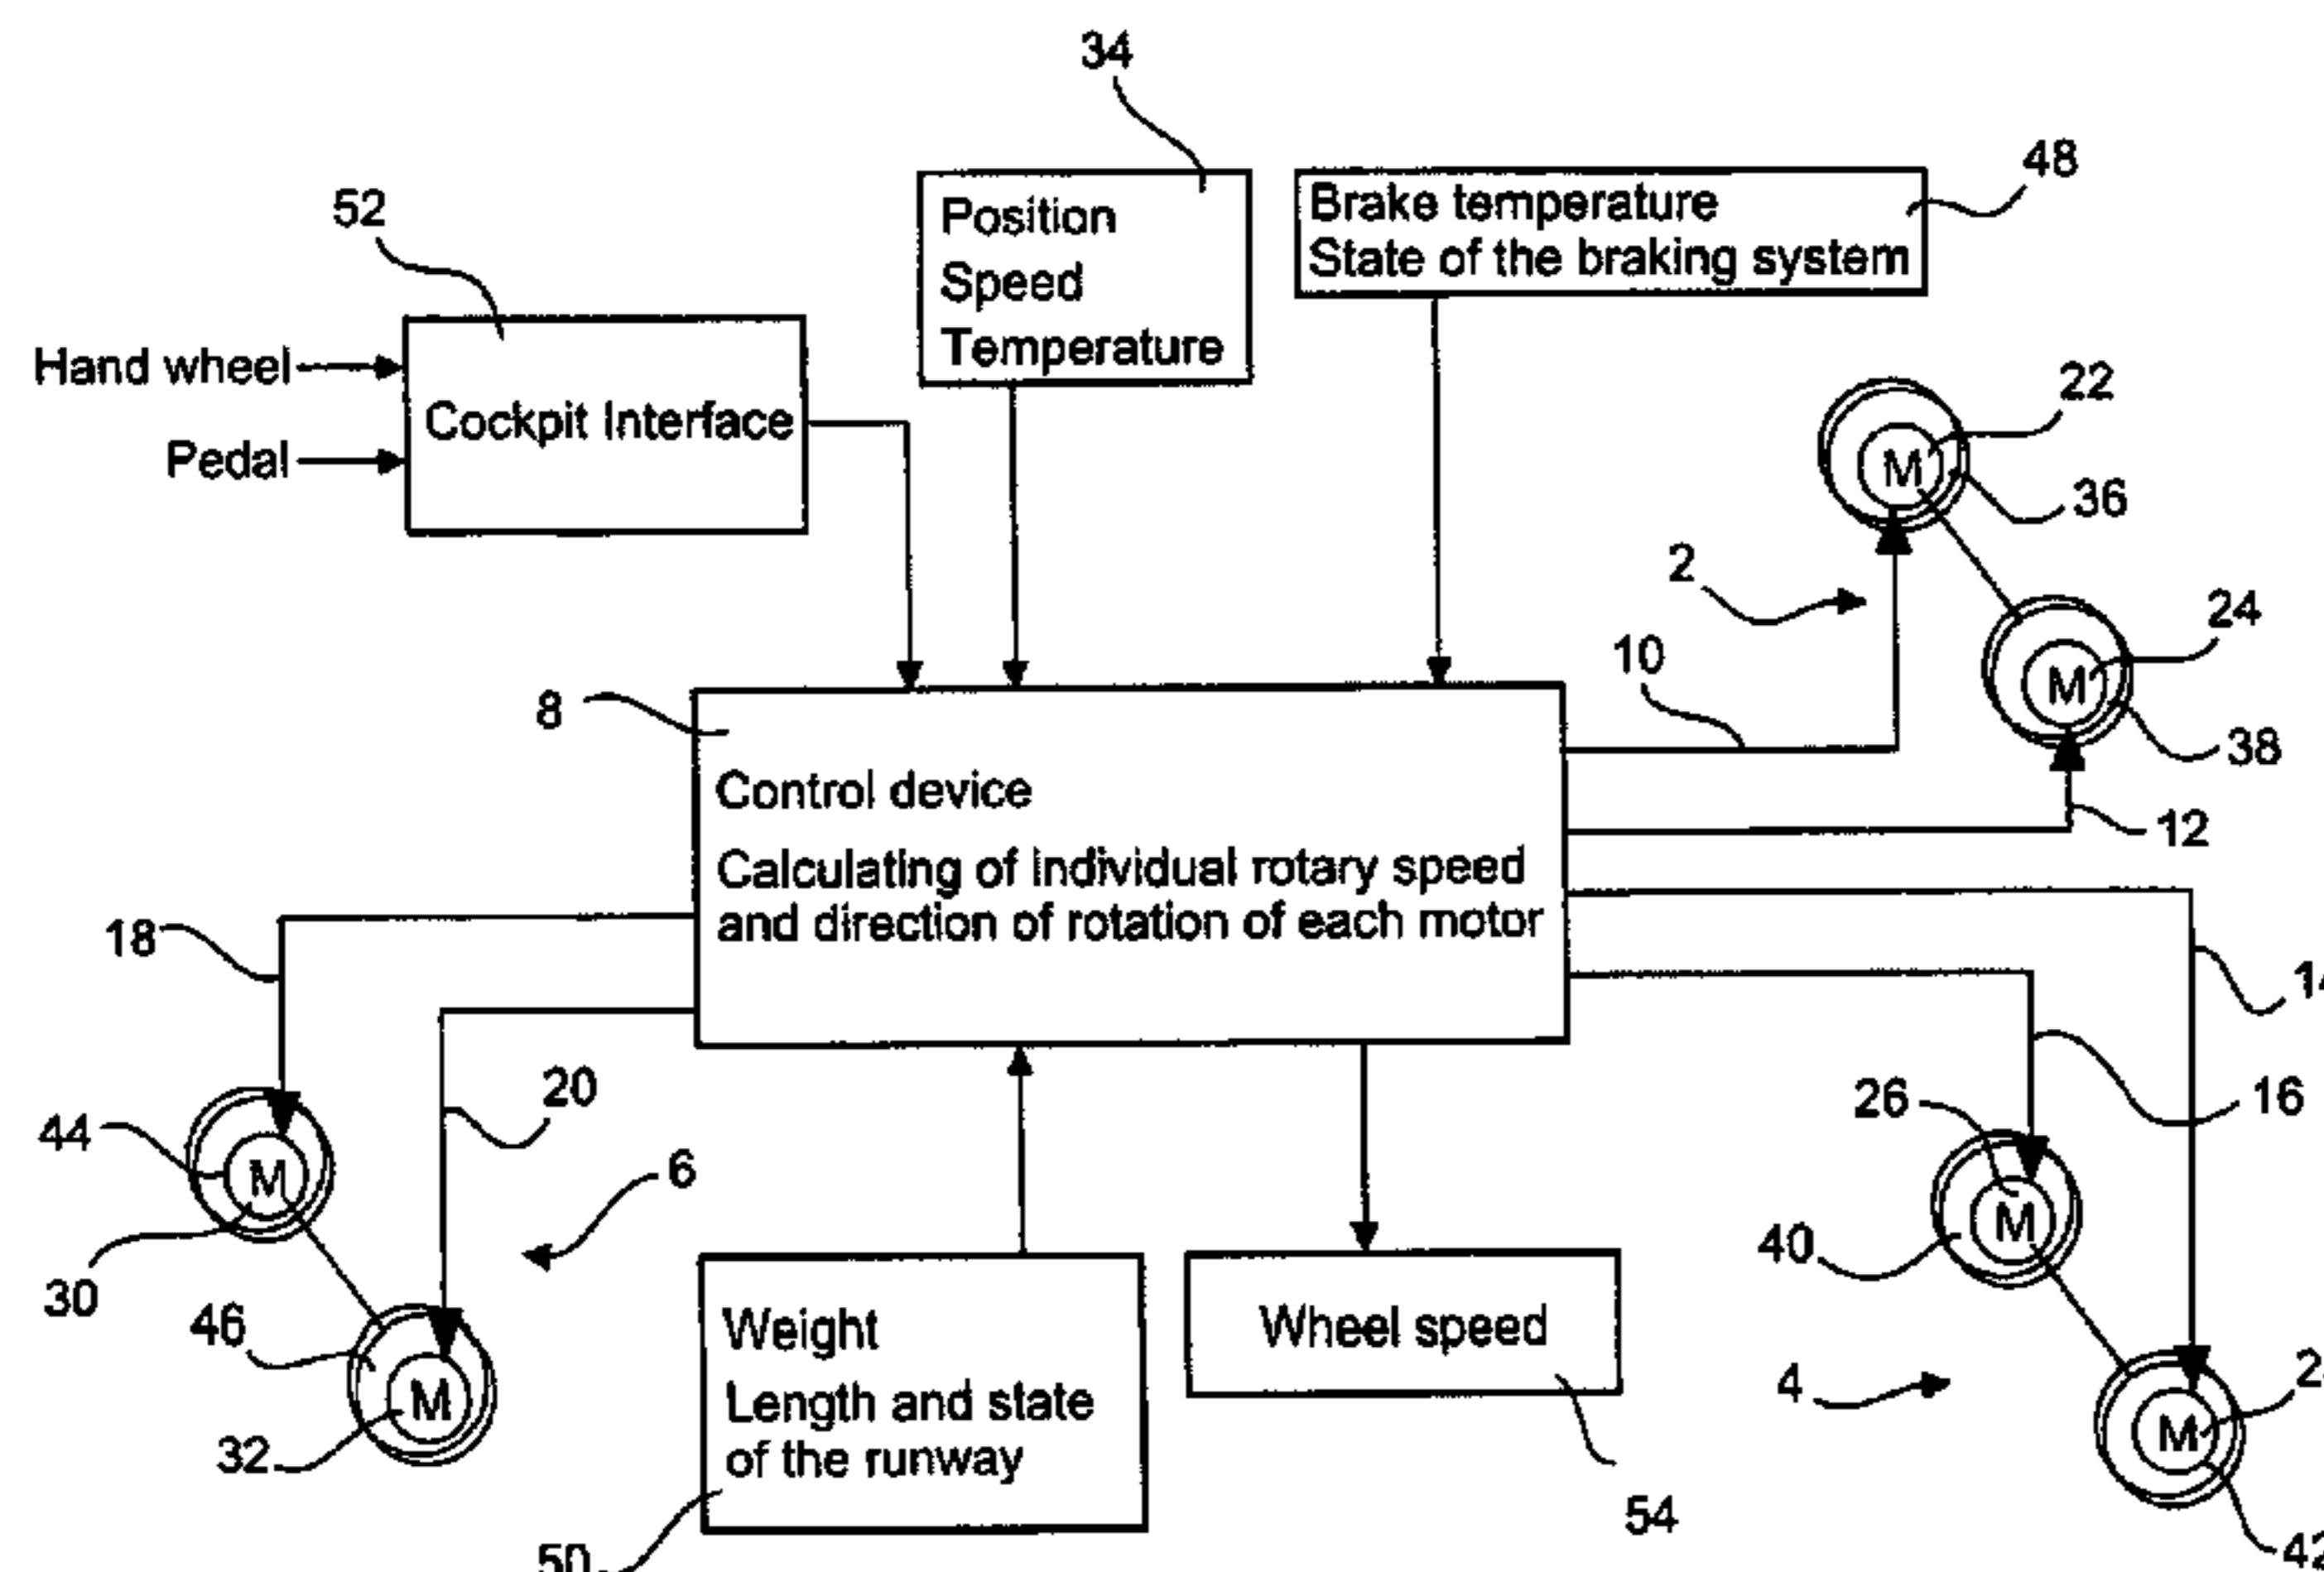 34
48
52
Position
Speed
Temperature
Brake temperature
State of the braking system
Hand wheel
Cockpit Interface
Pedal
22
36
2
24
10
8
38
12
Control device
Calculating of individual rotary speed
and direction of rotation of each motor
M
M
18
20
16
26
44
6
M
30
M
40
46
Weight
Wheel speed
4
M
32
Length and state
of the runway
M
54
50
42